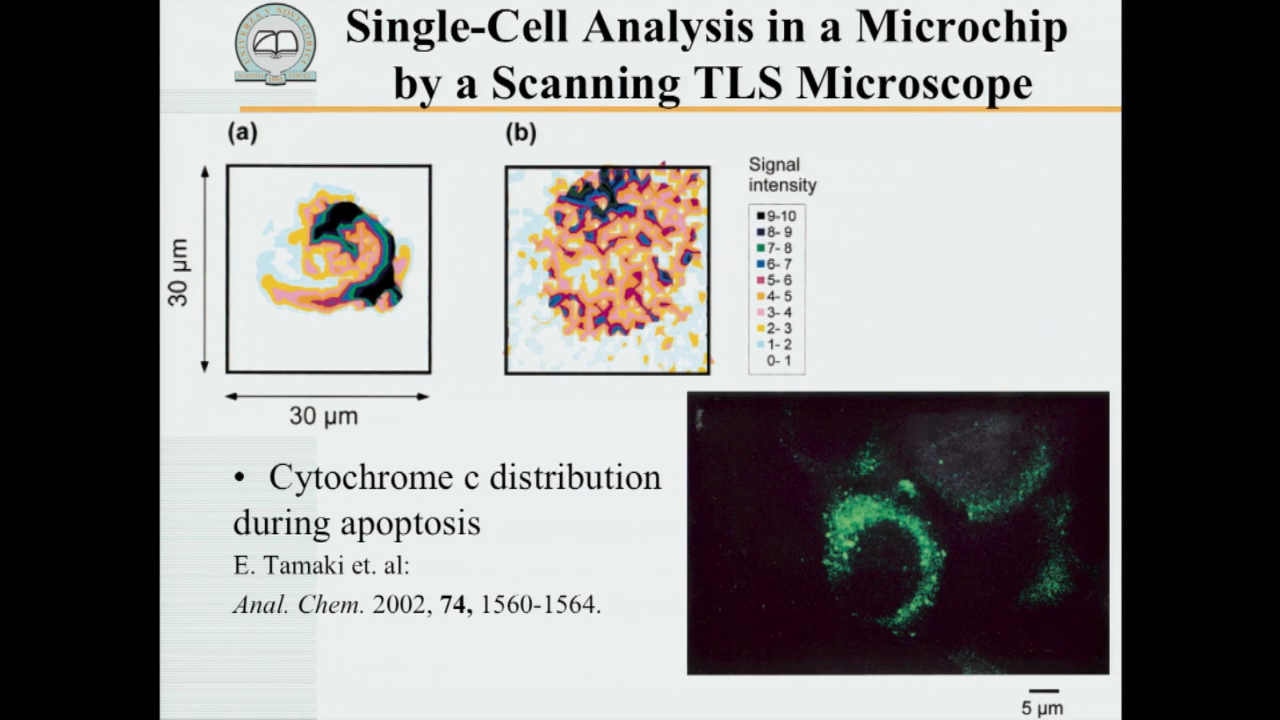 Single-Cell Analysis in a Microchip
by a Scanning TLS Microscope
(a)
(b)
30 µm
30 µm
Signal
intensity
9-10
8- 9
7- 8
6- 7
5- 6
4- 5
3- 4
2- 3
1- 2
0- 1
• Cytochrome c distribution
during apoptosis
E. Tamaki et. al:
Anal. Chem. 2002, 74, 1560-1564.
5 µm